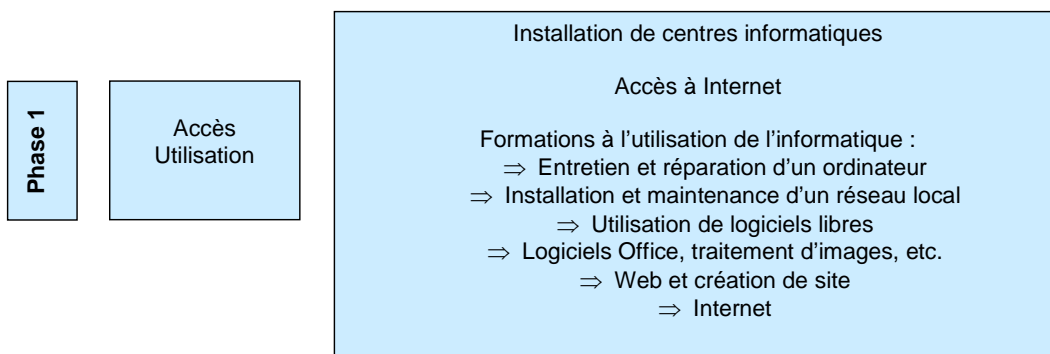 Phase 1
Accès
Utilisation
Installation de centres informatiques
Accès à Internet
Formations à l’utilisation de l’informatique :
⇒ Entretien et réparation d’un ordinateur
⇒ Installation et maintenance d’un réseau local
⇒ Utilisation de logiciels libres
⇒ Logiciels Office, traitement d’images, etc.
⇒ Web et création de site
⇒ Internet